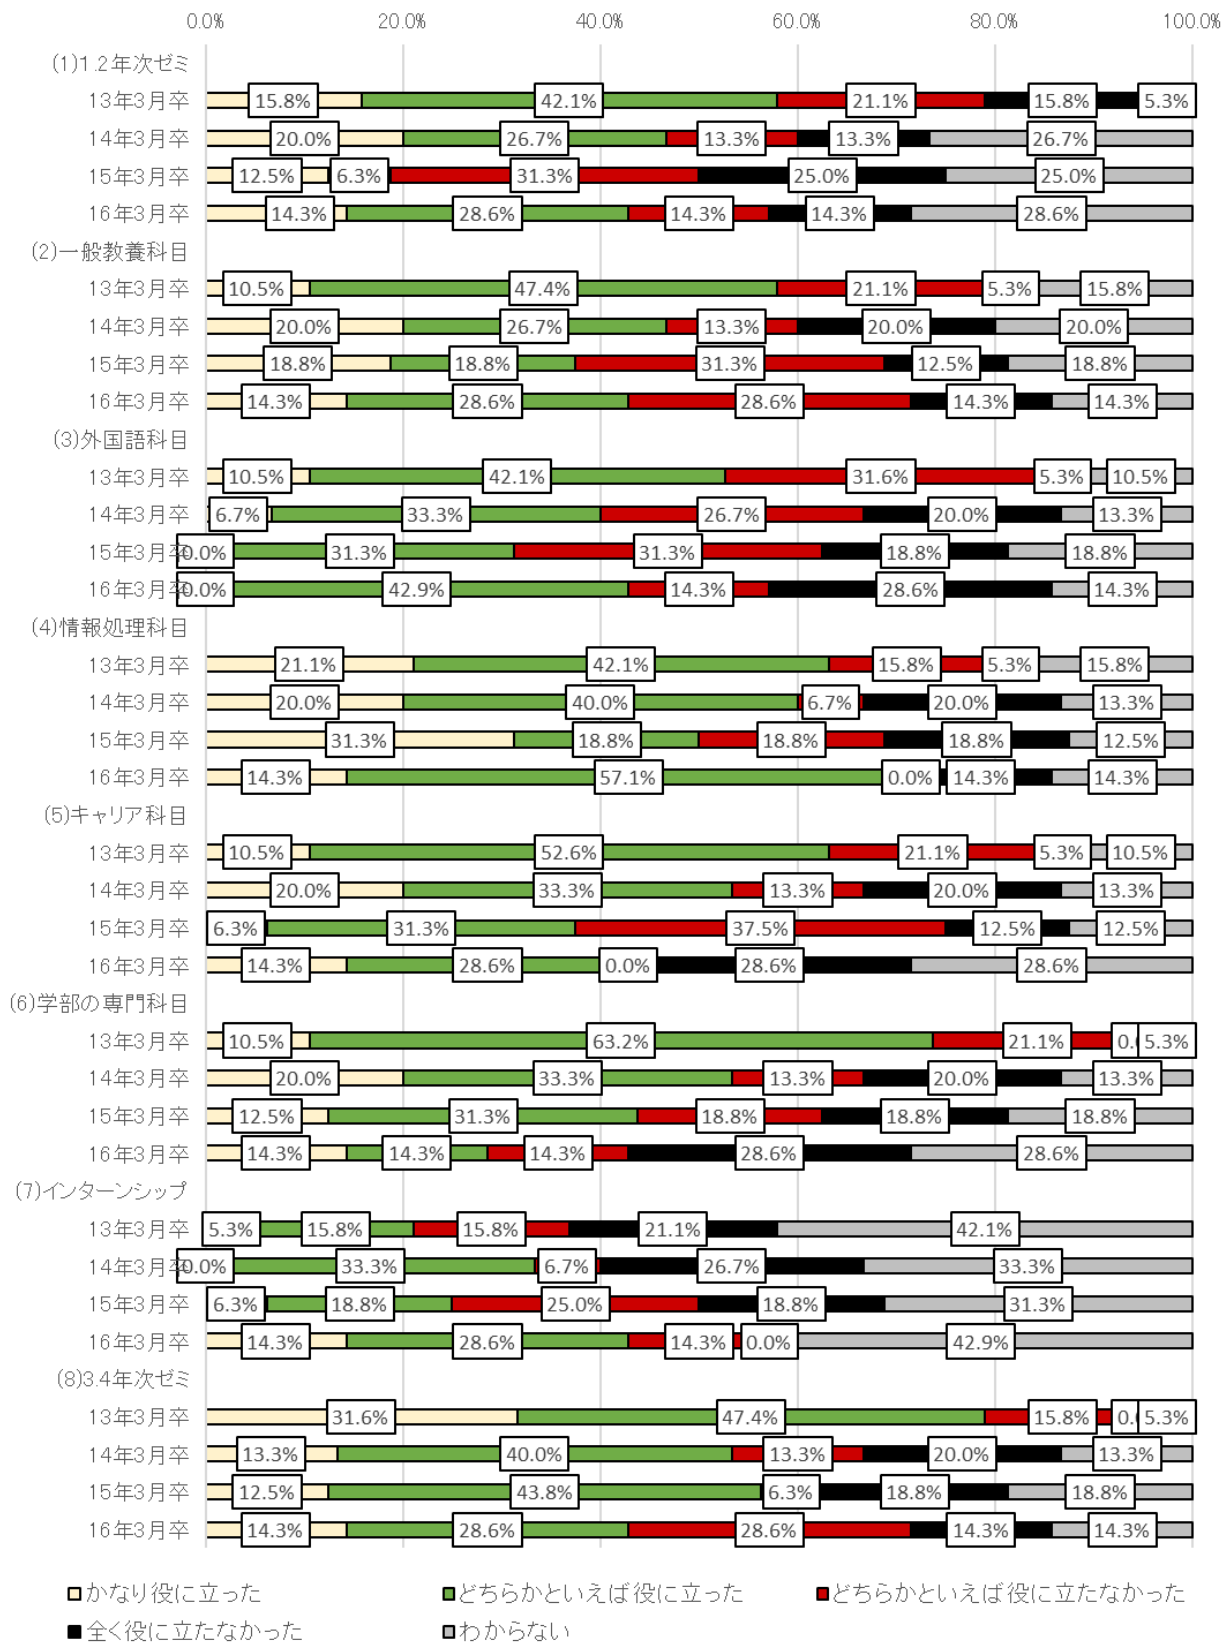 0.0% 20.0% 40.0% 60.0% 80.0% 100.0%
(1)1.2年次ゼミ
13年3月卒 15.8% 42.1% 21.1% 15.8% 5.3%
14年3月卒 20.0% 26.7% 13.3% 13.3% 26.7%
15年3月卒 12.5% 6.3% 31.3% 25.0% 25.0%
16年3月卒 14.3% 28.6% 14.3% 14.3% 28.6%
(2)一般教養科目
13年3月卒 10.5% 47.4% 21.1% 5.3% 15.8%
14年3月卒 20.0% 26.7% 13.3% 20.0% 20.0%
15年3月卒 18.8% 18.8% 31.3% 12.5% 18.8%
16年3月卒 14.3% 28.6% 28.6% 14.3% 14.3%
(3)外国語科目
13年3月卒 10.5% 42.1% 31.6% 5.3% 10.5%
14年3月卒 6.7% 33.3% 26.7% 20.0% 13.3%
15年3月卒 0.0% 31.3% 31.3% 18.8% 18.8%
16年3月卒 0.0% 42.9% 14.3% 28.6% 14.3%
(4)情報処理科目
13年3月卒 21.1% 42.1% 15.8% 5.3% 15.8%
14年3月卒 20.0% 40.0% 6.7% 20.0% 13.3%
15年3月卒 31.3% 18.8% 18.8% 18.8% 12.5%
16年3月卒 14.3% 57.1% 0.0% 14.3% 14.3%
(5)キャリア科目
13年3月卒 10.5% 52.6% 21.1% 5.3% 10.5%
14年3月卒 20.0% 33.3% 13.3% 20.0% 13.3%
15年3月卒 6.3% 31.3% 37.5% 12.5% 12.5%
16年3月卒 14.3% 28.6% 0.0% 28.6% 28.6%
(6)学部の専門科目
13年3月卒 10.5% 63.2% 21.1% 0. 5.3%
14年3月卒 20.0% 33.3% 13.3% 20.0% 13.3%
15年3月卒 12.5% 31.3% 18.8% 18.8% 18.8%
16年3月卒 14.3% 14.3% 14.3% 28.6% 28.6%
(7)インターンシップ
13年3月卒 5.3% 15.8% 15.8% 21.1% 42.1%
14年3月卒 0.0% 33.3% 6.7% 26.7% 33.3%
15年3月卒 6.3% 18.8% 25.0% 18.8% 31.3%
16年3月卒 14.3% 28.6% 14.3% 0.0% 42.9%
(8)3.4年次ゼミ
13年3月卒 31.6% 47.4% 15.8% 0. 5.3%
14年3月卒 13.3% 40.0% 13.3% 20.0% 13.3%
15年3月卒 12.5% 43.8% 6.3% 18.8% 18.8%
16年3月卒 14.3% 28.6% 28.6% 14.3% 14.3%
かなり役に立った どちらかといえば役に立った どちらかといえば役に立たなかった
全く役に立たなかった わからない